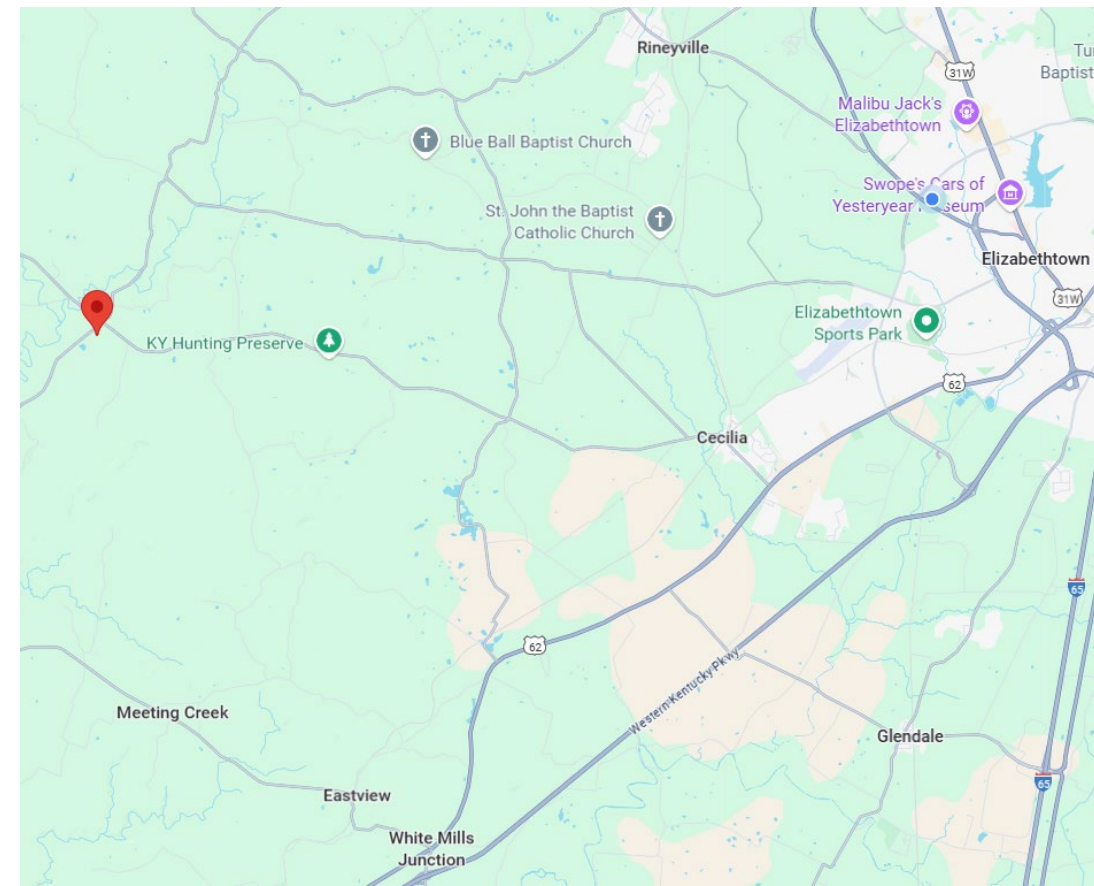 Rineyville
31W
Tu
Baptist
Malibu Jack's
Elizabethtown
Blue Ball Baptist Church
Swope's Cars of
Yesteryear Museum
St. John the Baptist
Catholic Church
Elizabethtown
31W
Elizabethtown
Sports Park
KY Hunting Preserve
62
Cecilia
65
62
Western Kentucky Pkwy
Meeting Creek
Glendale
65
Eastview
White Mills
Junction